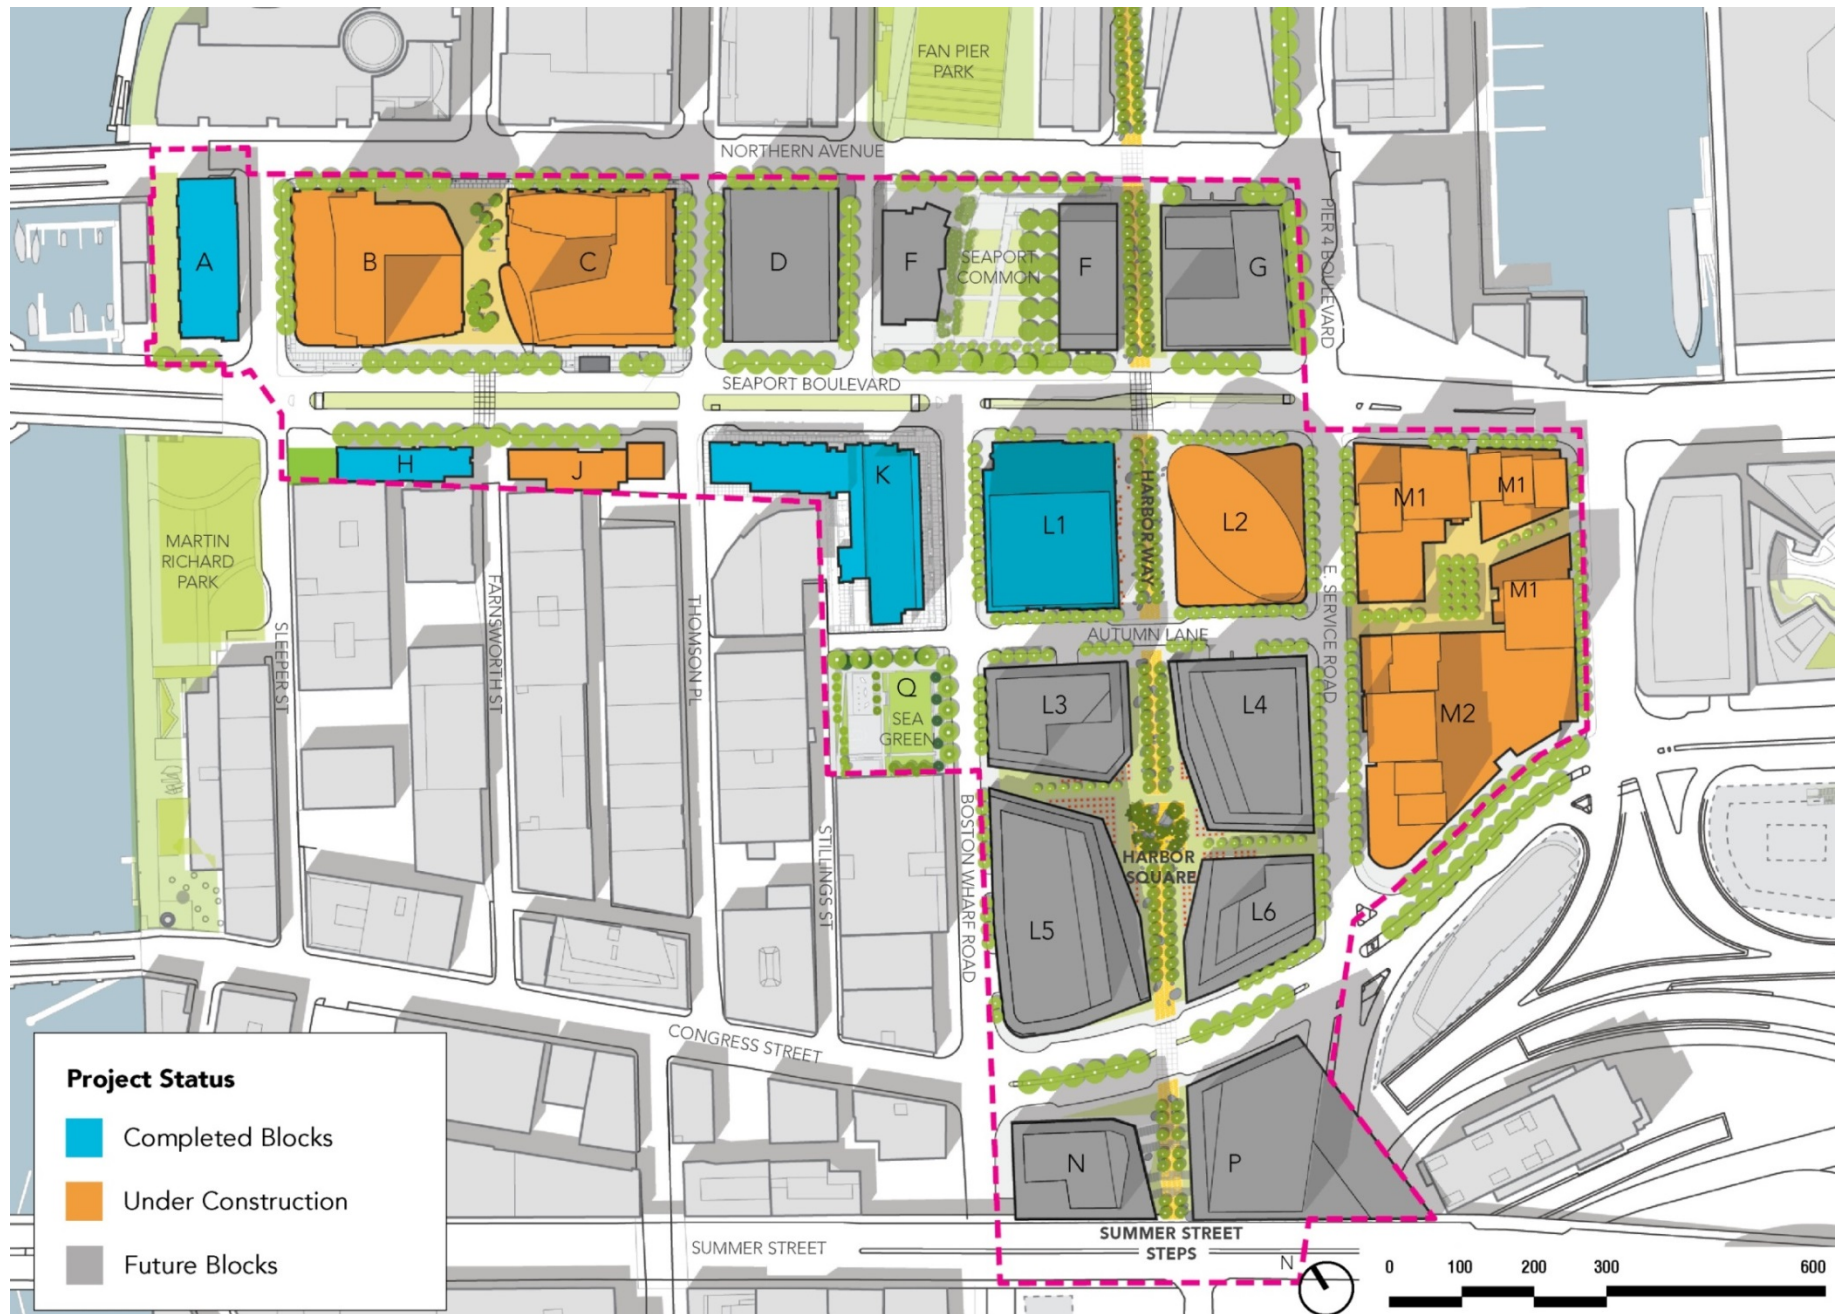 FAN PIER
PARK
NORTHERN AVENUE
PIER 4 BOULEVARD
A
B
C
D
F
SEAPORT
COMMON
F
G
SEAPORT BOULEVARD
H
J
K
L1
HARBOR WAY
L2
M1
M1
M1
MARTIN
RICHARD
PARK
SLEEPER ST
FARNSWORTH ST
THOMSON PL
E. SERVICE ROAD
AUTUMN LANE
Q
SEA
GREEN
L3
L4
M2
STILLINGS ST
BOSTON WHARF ROAD
HARBOR
SQUARE
L5
L6
CONGRESS STREET
N
P
SUMMER STREET
SUMMER STREET
STEPS
Project Status
Completed Blocks
Under Construction
Future Blocks
N
0 100 200 300 600